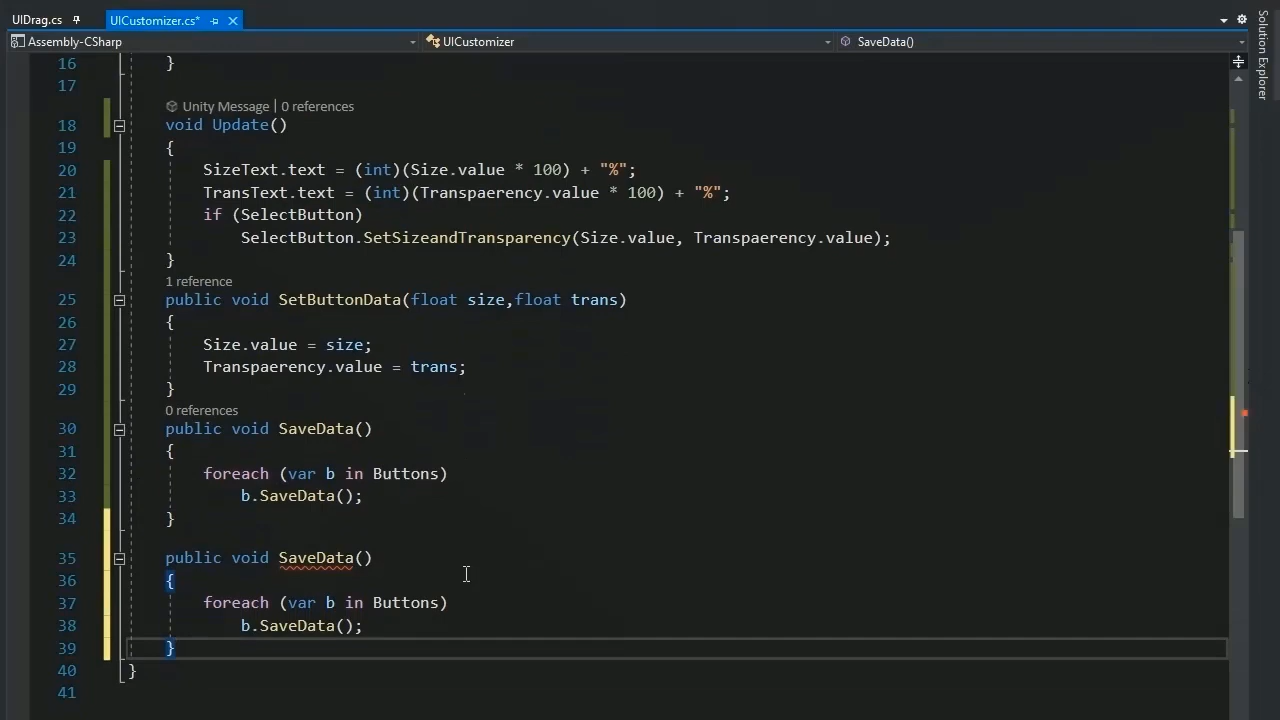 UIDrag.cs
UICustomizer.cs*
Assembly-CSharp
UICustomizer
SaveData()
Solution Explorer
16 }
17
Unity Message | 0 references
18 void Update()
19 {
20 SizeText.text = (int)(Size.value * 100) + "%";
21 TransText.text = (int)(Transpaerency.value * 100) + "%";
22 if (SelectButton)
23 SelectButton.SetSizeandTransparency(Size.value, Transpaerency.value);
24 }
1 reference
25 public void SetButtonData(float size,float trans)
26 {
27 Size.value = size;
28 Transpaerency.value = trans;
29 }
0 references
30 public void SaveData()
31 {
32 foreach (var b in Buttons)
33 b.SaveData();
34 }
35 public void SaveData()
36 {
37 foreach (var b in Buttons)
38 b.SaveData();
39 }
40 }
41